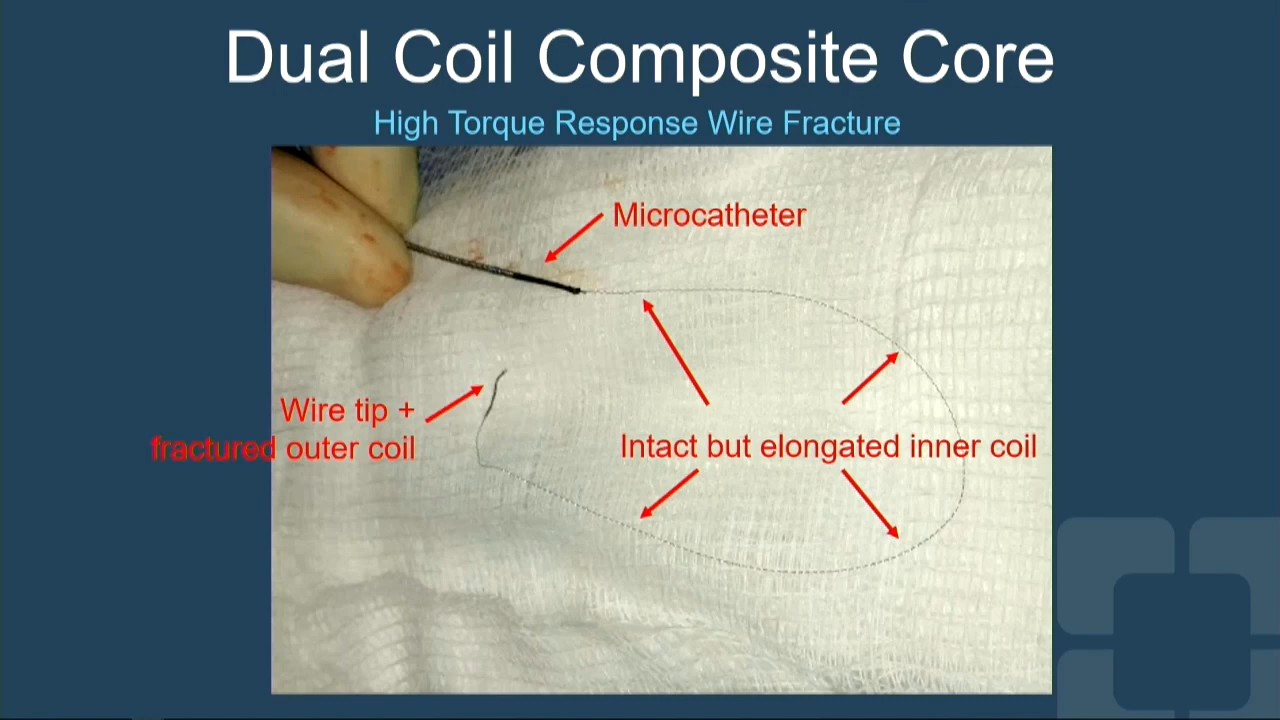 Dual Coil Composite Core
High Torque Response Wire Fracture
Microcatheter
Wire tip +
fractured outer coil
Intact but elongated inner coil